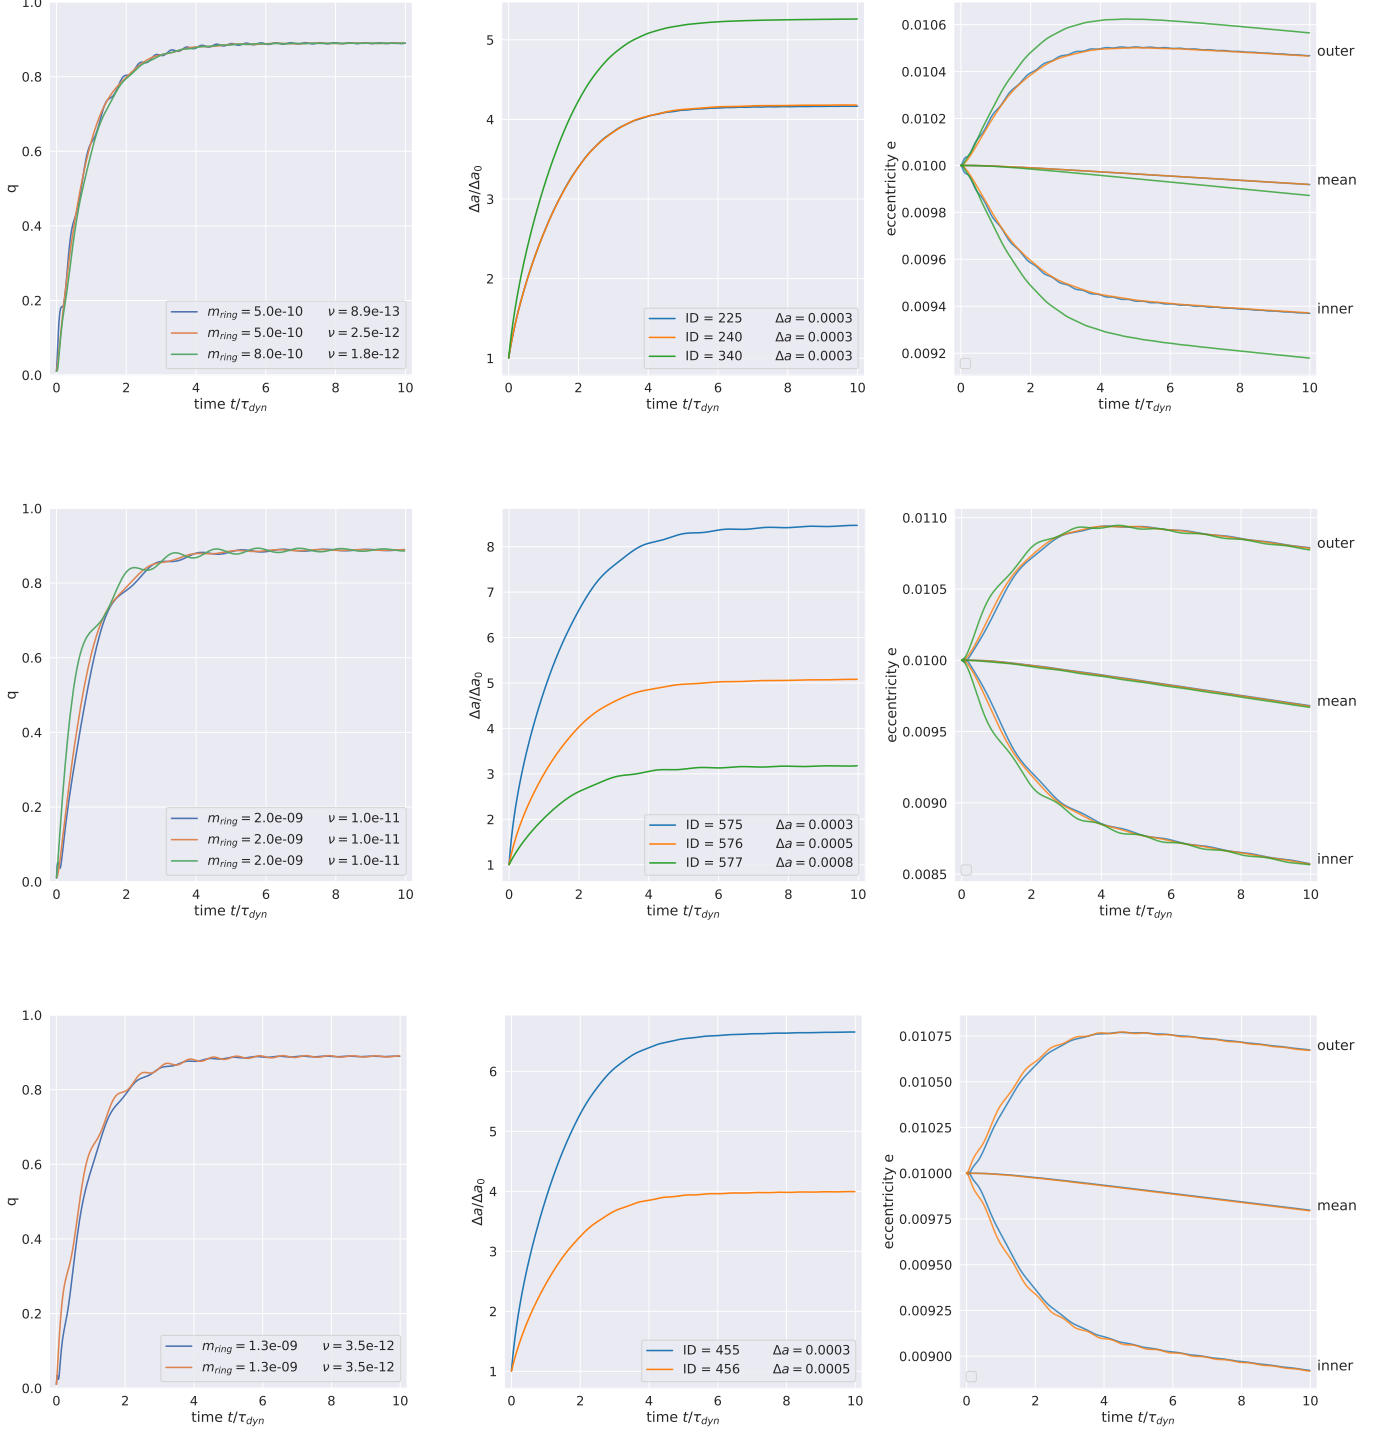 1.0
0.8
0.6
0.4
0.2
0.0
q
0 2 4 6 8 10
time t/τ_dyn
m_ring = 5.0e-10 ν = 8.9e-13
m_ring = 5.0e-10 ν = 2.5e-12
m_ring = 8.0e-10 ν = 1.8e-12
5
4
3
2
1
Δa/Δa₀
0 2 4 6 8 10
time t/τ_dyn
ID = 225 Δa = 0.0003
ID = 240 Δa = 0.0003
ID = 340 Δa = 0.0003
0.0106
0.0104
0.0102
0.0100
0.0098
0.0096
0.0094
0.0092
eccentricity e
outer
mean
inner
0 2 4 6 8 10
time t/τ_dyn
1.0
0.8
0.6
0.4
0.2
0.0
q
0 2 4 6 8 10
time t/τ_dyn
m_ring = 2.0e-09 ν = 1.0e-11
m_ring = 2.0e-09 ν = 1.0e-11
m_ring = 2.0e-09 ν = 1.0e-11
8
7
6
5
4
3
2
1
Δa/Δa₀
0 2 4 6 8 10
time t/τ_dyn
ID = 575 Δa = 0.0003
ID = 576 Δa = 0.0005
ID = 577 Δa = 0.0008
0.0110
0.0105
0.0100
0.0095
0.0090
0.0085
eccentricity e
outer
mean
inner
0 2 4 6 8 10
time t/τ_dyn
1.0
0.8
0.6
0.4
0.2
0.0
q
0 2 4 6 8 10
time t/τ_dyn
m_ring = 1.3e-09 ν = 3.5e-12
m_ring = 1.3e-09 ν = 3.5e-12
6
5
4
3
2
1
Δa/Δa₀
0 2 4 6 8 10
time t/τ_dyn
ID = 455 Δa = 0.0003
ID = 456 Δa = 0.0005
0.01075
0.01050
0.01025
0.01000
0.00975
0.00950
0.00925
0.00900
eccentricity e
outer
mean
inner
0 2 4 6 8 10
time t/τ_dyn